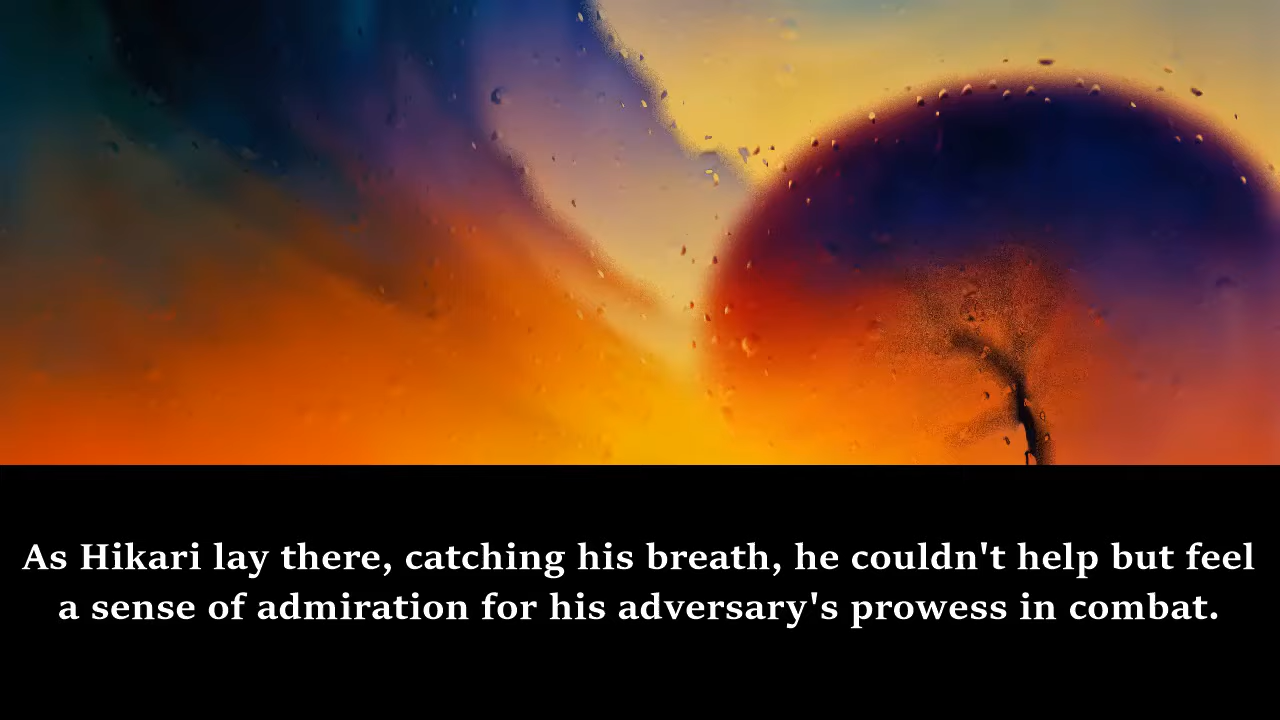 As Hikari lay there, catching his breath, he couldn't help but feel
a sense of admiration for his adversary's prowess in combat.